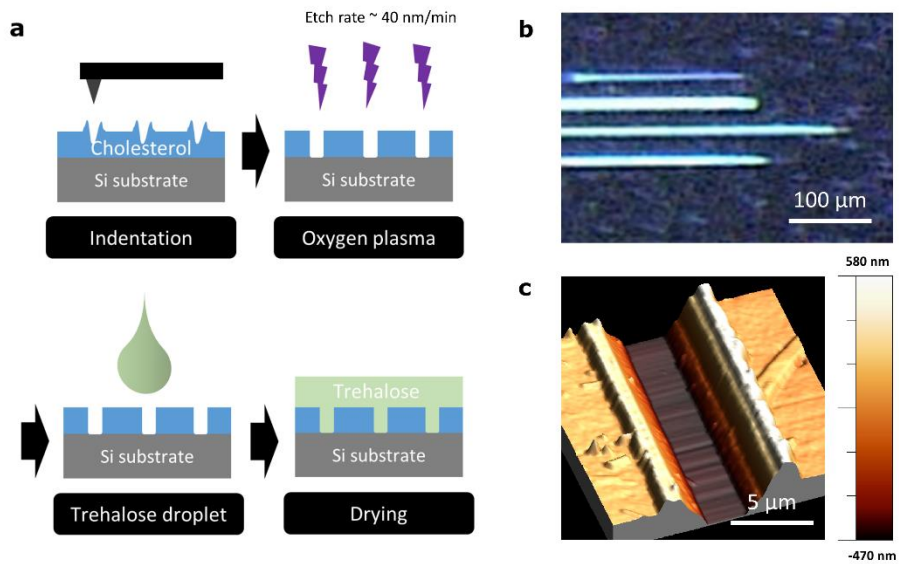 a
Etch rate ~ 40 nm/min
Cholesterol
Si substrate
Si substrate
Indentation
Oxygen plasma
Trehalose
Si substrate
Si substrate
Trehalose droplet
Drying
b
100 µm
c
580 nm
5 µm
-470 nm